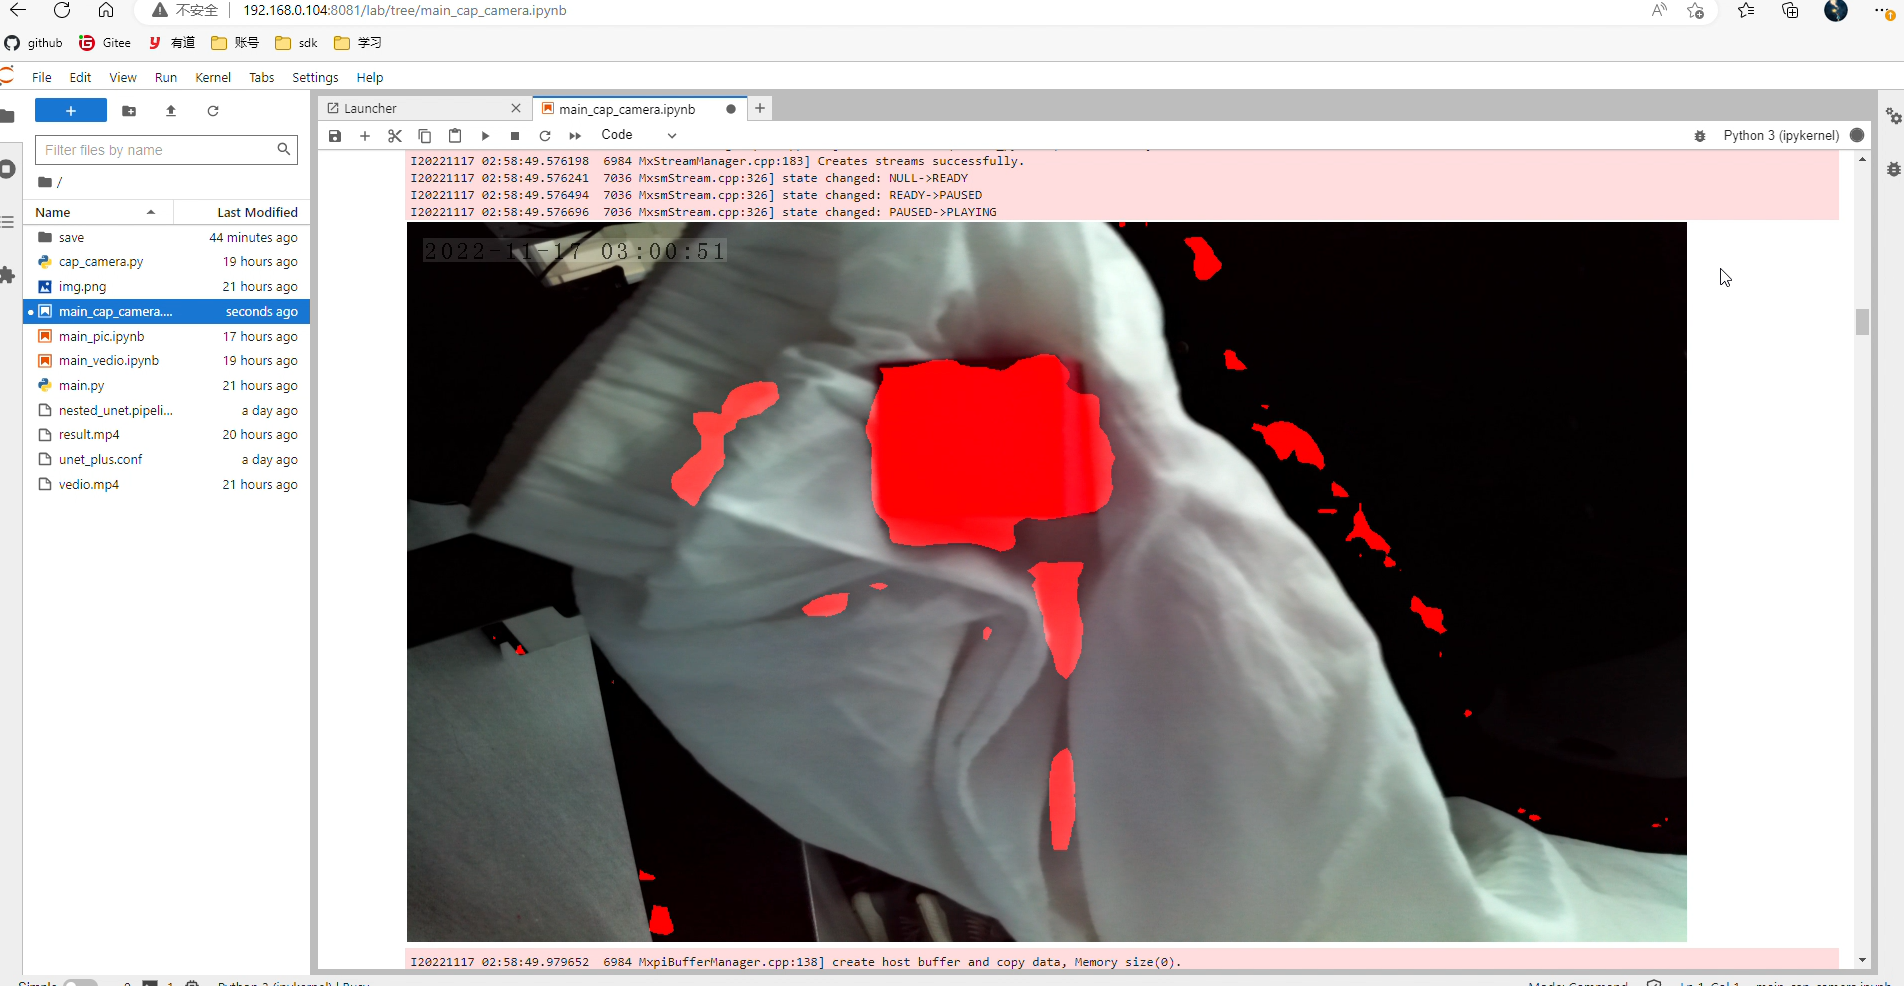 不安全 192.168.0.104:8081/lab/tree/main_cap_camera.ipynb
github Gitee 有道 账号 sdk 学习
File Edit View Run Kernel Tabs Settings Help
Launcher main_cap_camera.ipynb
Code Python 3 (ipykernel)
Filter files by name
/
Name Last Modified
save 44 minutes ago
cap_camera.py 19 hours ago
img.png 21 hours ago
main_cap_camera.... seconds ago
main_pic.ipynb 17 hours ago
main_vedio.ipynb 19 hours ago
main.py 21 hours ago
nested_unet.pipeli... a day ago
result.mp4 20 hours ago
unet_plus.conf a day ago
vedio.mp4 21 hours ago
I20221117 02:58:49.576198 6984 MxStreamManager.cpp:183] Creates streams successfully.
I20221117 02:58:49.576241 7036 MxsmStream.cpp:326] state changed: NULL->READY
I20221117 02:58:49.576494 7036 MxsmStream.cpp:326] state changed: READY->PAUSED
I20221117 02:58:49.576696 7036 MxsmStream.cpp:326] state changed: PAUSED->PLAYING
2022-11-17 03:00:51
I20221117 02:58:49.979652 6984 MxpiBufferManager.cpp:138] create host buffer and copy data, Memory size(0).